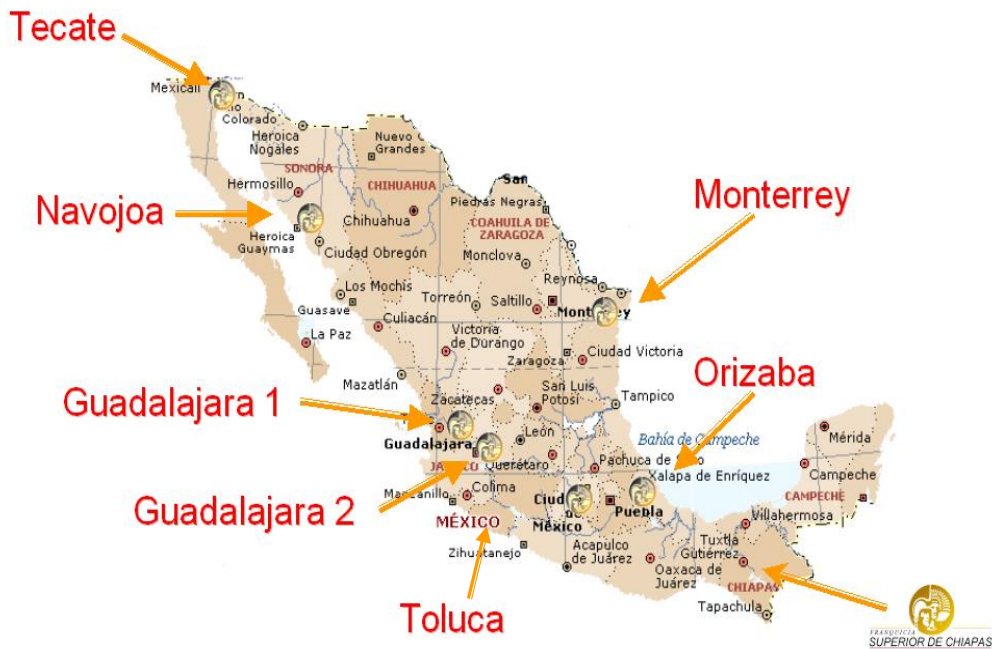 Tecate
Mexicali
Colorado
Heroica
Nogales
Nuevo
Grandes
SONORA
Hermosillo
CHIHUAHUA
San
Piedras Negras
Monterrey
Navojoa
Chihuahua
COAHUILA DE
ZARAGOZA
Heroica
Guaymas
Ciudad Obregón
Monclova
Reynosa
Los Mochis
Guasave
Torreón
Saltillo
Culiacán
La Paz
Victoria
de Durango
Zaragoza
Ciudad Victoria
Orizaba
Mazatlán
San Luis
Potosí
Tampico
Guadalajara 1
Zacatecas
León
Bahía de Campeche
Mérida
Guadalajara
Querétaro
Pachuca de
Xalapa de Enríquez
Campeche
Guadalajara 2
Manzanillo
Colima
Puebla
CAMPECHE
Villahermosa
MÉXICO
México
Zihuatanejo
Acapulco
de Juárez
Tuxtla
Gutiérrez
Oaxaca de
Juárez
CHIAPAS
Toluca
Tapachula
FRANQUICIA
SUPERIOR DE CHIAPAS